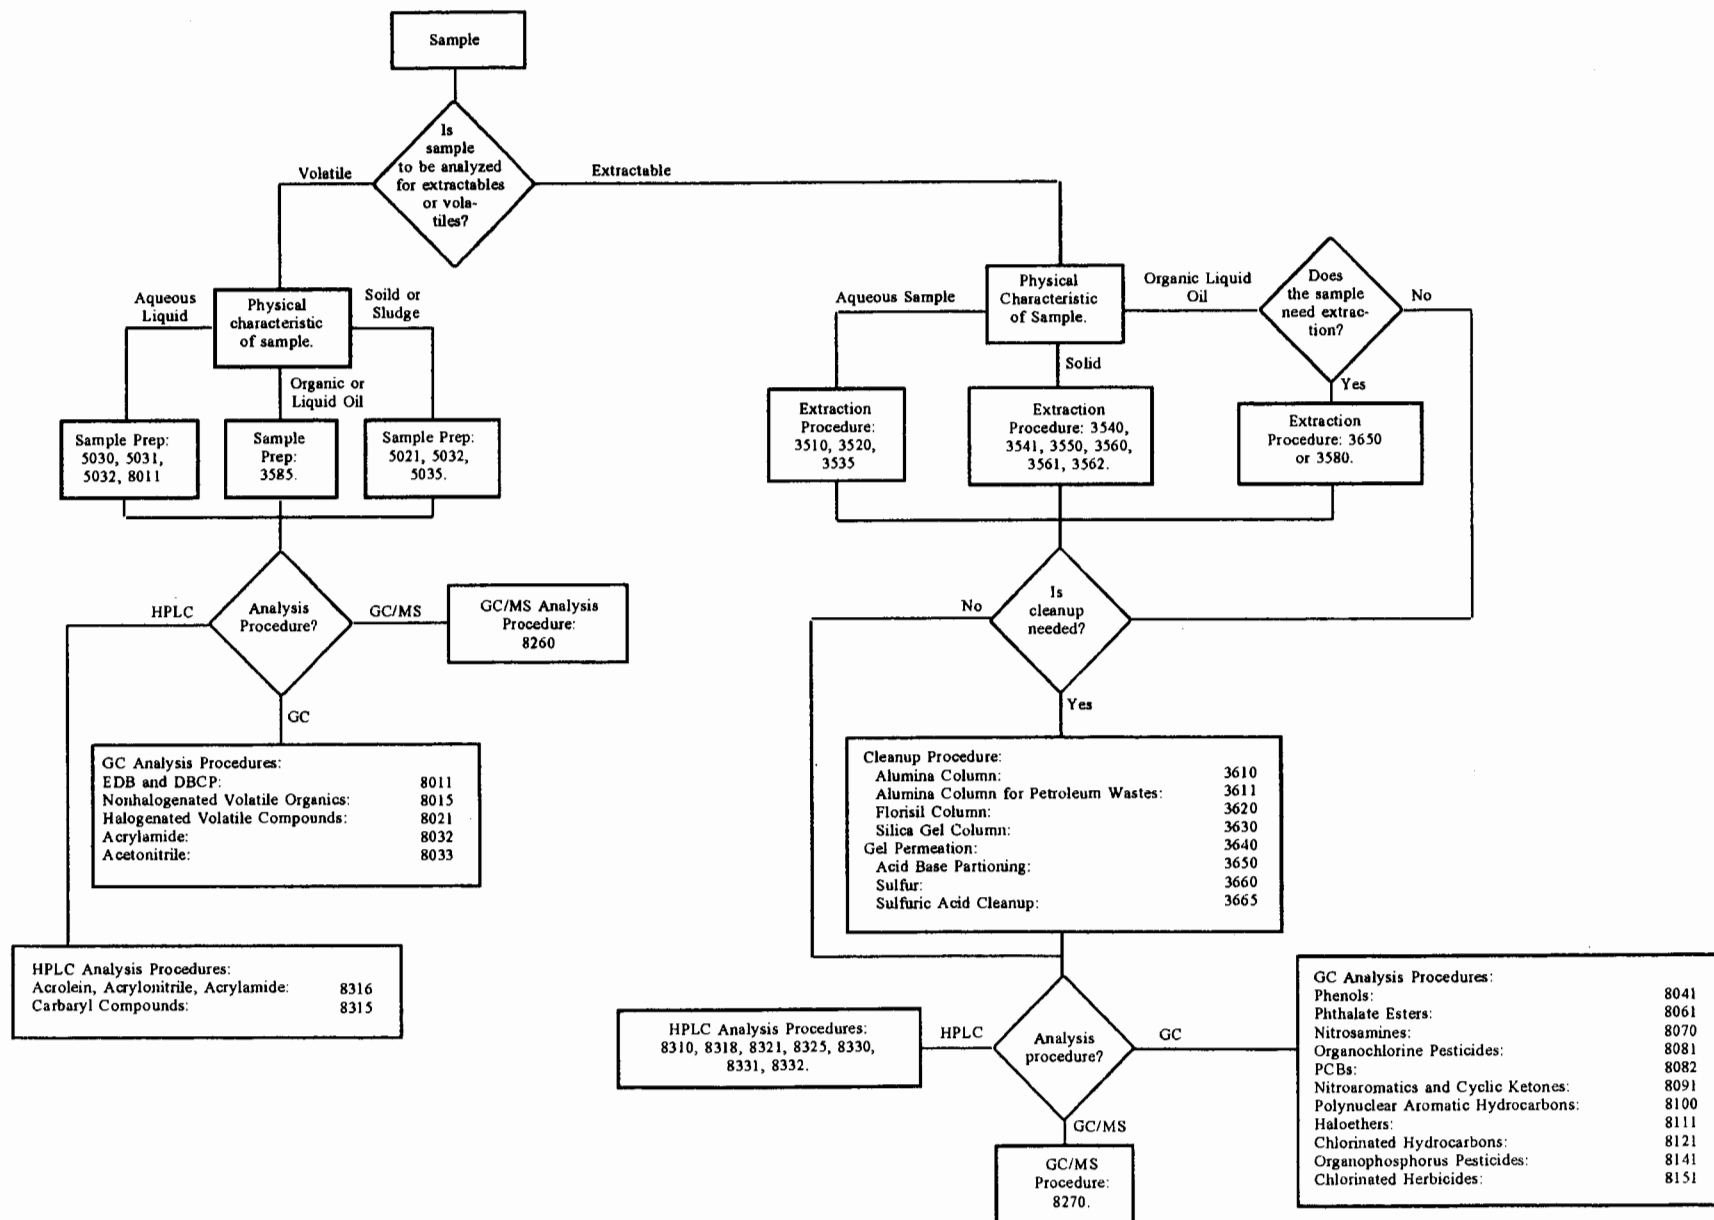 Sample
Is
sample
to be analyzed
for extractables
or vola-
tiles?
Volatile
Extractable
Aqueous
Liquid
Physical
characteristic
of sample.
Soild or
Sludge
Organic or
Liquid Oil
Sample Prep:
5030, 5031,
5032, 8011
Sample
Prep:
3585.
Sample Prep:
5021, 5032,
5035.
HPLC
Analysis
Procedure?
GC/MS
GC/MS Analysis
Procedure:
8260
GC
GC Analysis Procedures:
EDB and DBCP: 8011
Nonhalogenated Volatile Organics: 8015
Halogenated Volatile Compounds: 8021
Acrylamide: 8032
Acetonitrile: 8033
HPLC Analysis Procedures:
Acrolein, Acrylonitrile, Acrylamide: 8316
Carbaryl Compounds: 8315
Aqueous Sample
Physical
Characteristic
of Sample.
Organic Liquid
Oil
Does
the sample
need extrac-
tion?
No
Solid
Yes
Extraction
Procedure:
3510, 3520,
3535
Extraction
Procedure: 3540,
3541, 3550, 3560,
3561, 3562.
Extraction
Procedure: 3650
or 3580.
No
Is
cleanup
needed?
Yes
Cleanup Procedure:
Alumina Column: 3610
Alumina Column for Petroleum Wastes: 3611
Florisil Column: 3620
Silica Gel Column: 3630
Gel Permeation: 3640
Acid Base Partioning: 3650
Sulfur: 3660
Sulfuric Acid Cleanup: 3665
HPLC Analysis Procedures:
8310, 8318, 8321, 8325, 8330,
8331, 8332.
HPLC
Analysis
procedure?
GC
GC/MS
GC/MS
Procedure:
8270.
GC Analysis Procedures:
Phenols: 8041
Phthalate Esters: 8061
Nitrosamines: 8070
Organochlorine Pesticides: 8081
PCBs: 8082
Nitroaromatics and Cyclic Ketones: 8091
Polynuclear Aromatic Hydrocarbons: 8100
Haloethers: 8111
Chlorinated Hydrocarbons: 8121
Organophosphorus Pesticides: 8141
Chlorinated Herbicides: 8151